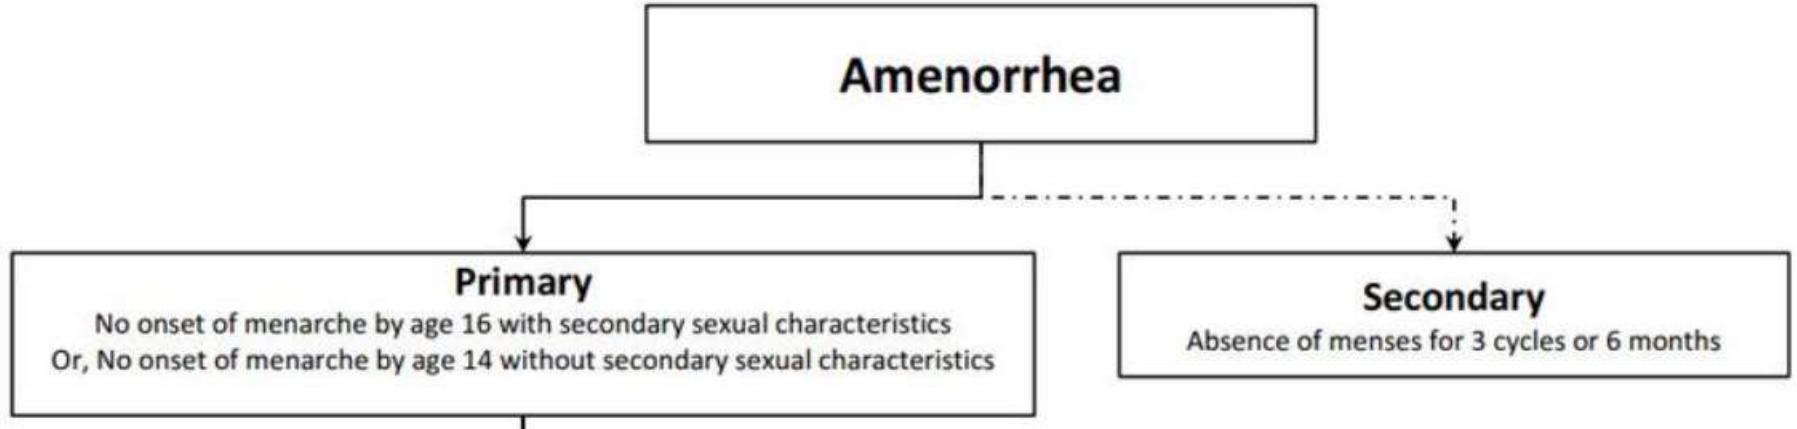 Amenorrhea
Primary
No onset of menarche by age 16 with secondary sexual characteristics
Or, No onset of menarche by age 14 without secondary sexual characteristics
Secondary
Absence of menses for 3 cycles or 6 months